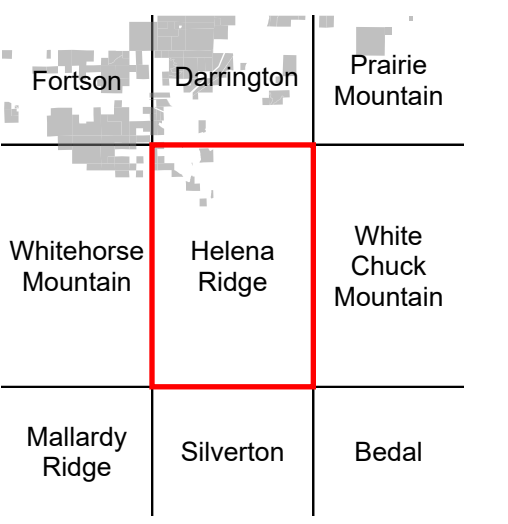 Fortson
Darrington
Prairie
Mountain
Whitehorse
Mountain
Helena
Ridge
White
Chuck
Mountain
Mallardy
Ridge
Silverton
Bedal